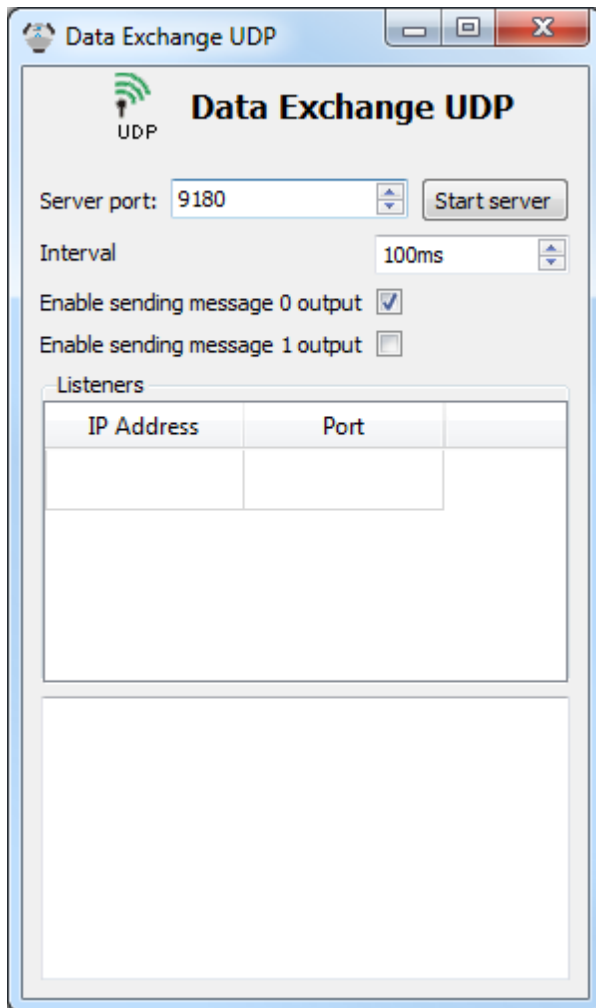 Data Exchange UDP
UDP
Data Exchange UDP
Server port: 9180 Start server
Interval 100ms
Enable sending message 0 output
Enable sending message 1 output
Listeners
IP Address Port